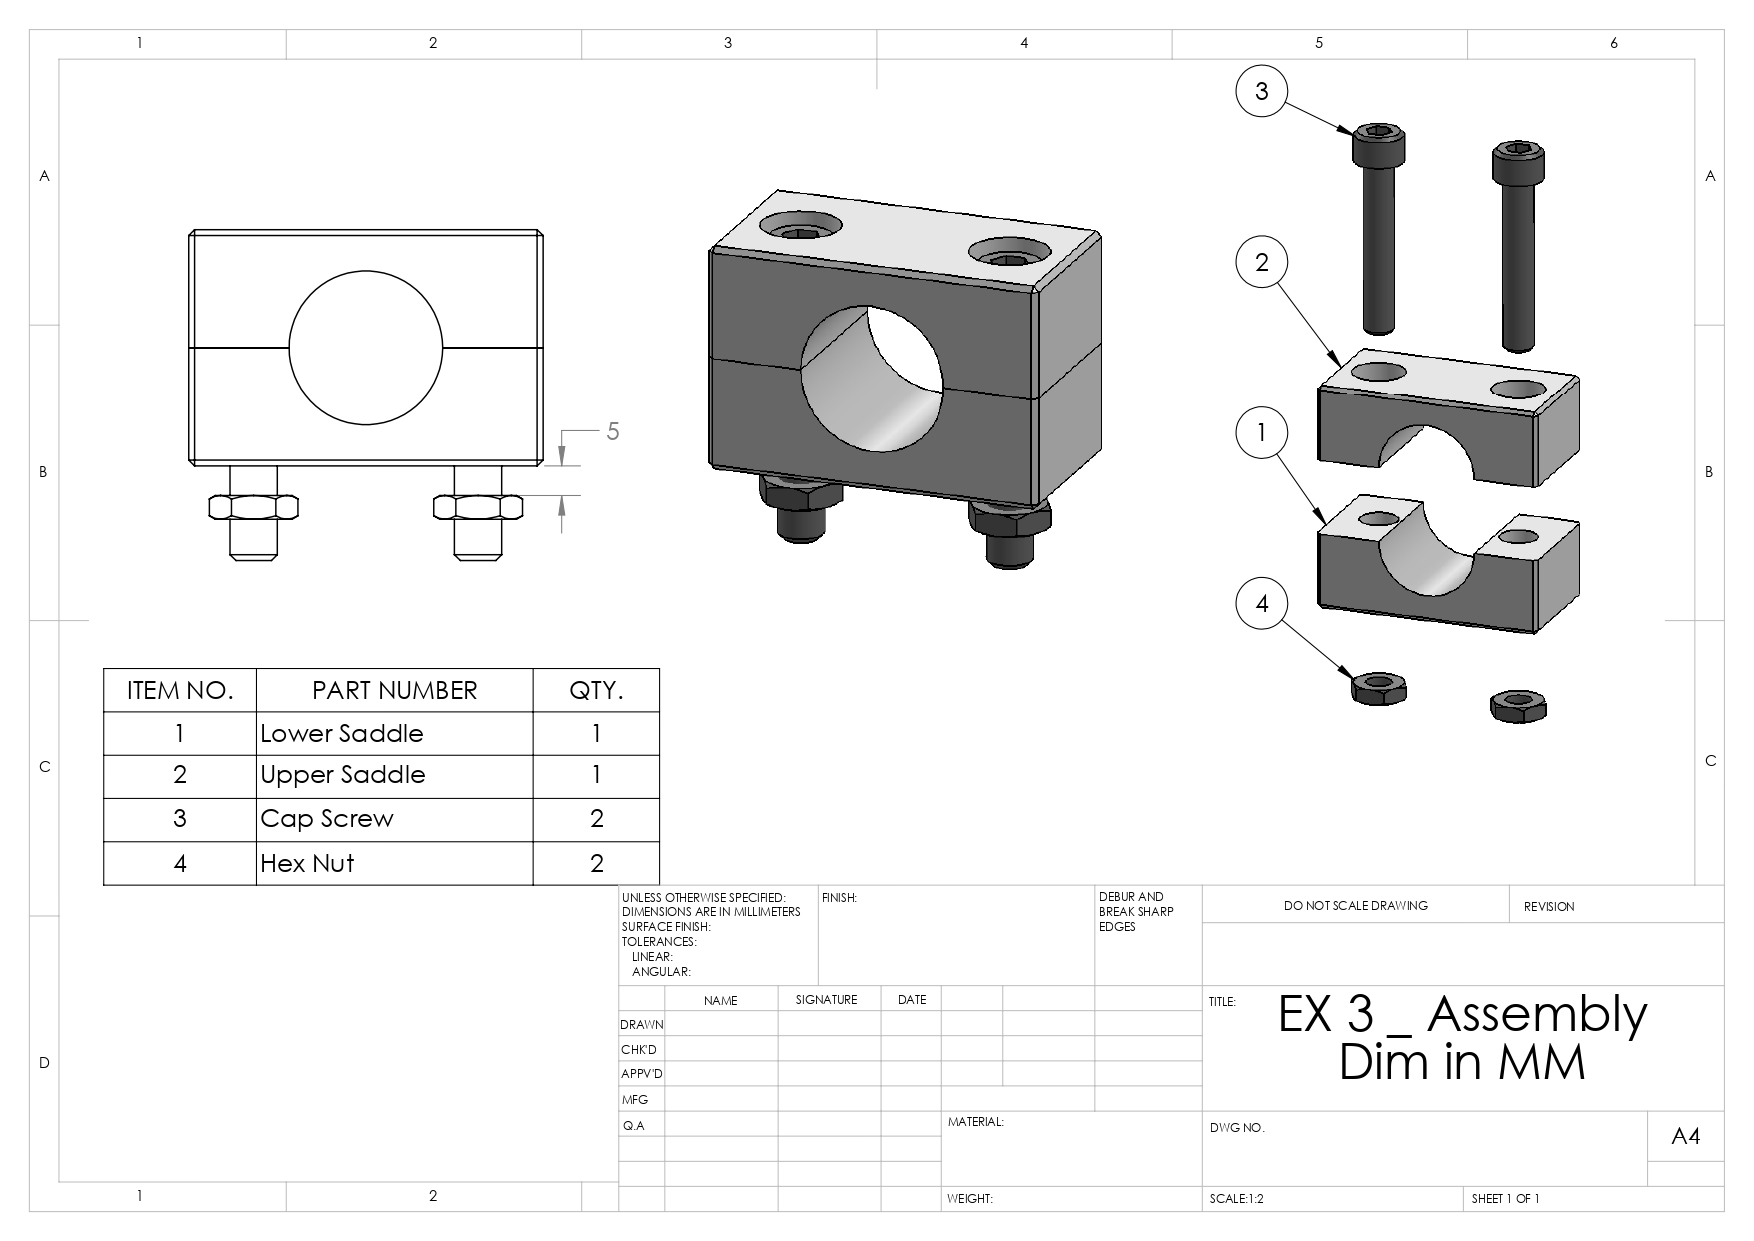 1 2 3 4 5 6
A A
B B
C C
D
3
2
1
4
5
ITEM NO. PART NUMBER QTY.
1 Lower Saddle 1
2 Upper Saddle 1
3 Cap Screw 2
4 Hex Nut 2
UNLESS OTHERWISE SPECIFIED:
DIMENSIONS ARE IN MILLIMETERS
SURFACE FINISH:
TOLERANCES:
LINEAR:
ANGULAR:
FINISH:
DEBUR AND
BREAK SHARP
EDGES
DO NOT SCALE DRAWING
REVISION
NAME SIGNATURE DATE
DRAWN
CHK'D
APPV'D
MFG
Q.A
MATERIAL:
WEIGHT:
TITLE:
EX 3 _ Assembly
Dim in MM
DWG NO.
A4
SCALE:1:2
SHEET 1 OF 1
1 2